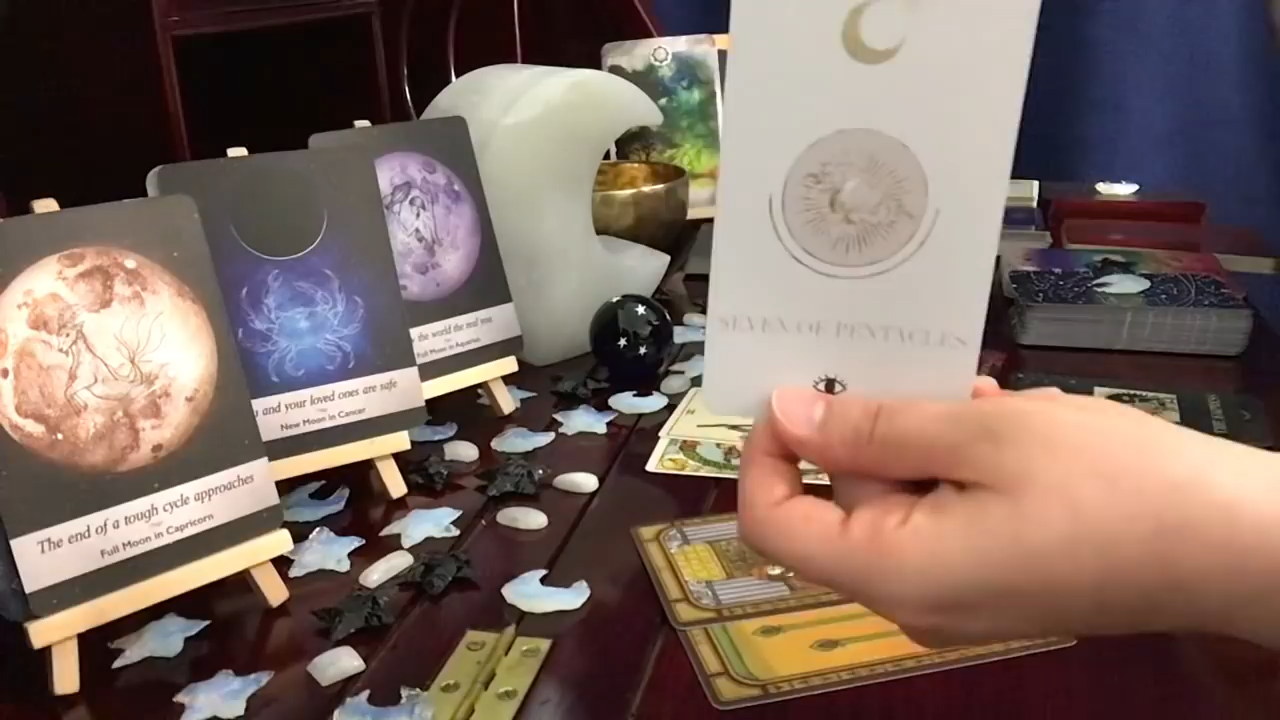 The end of a tough cycle approaches
Full Moon in Capricorn
and your loved ones are safe
New Moon in Cancer
the world the real you
Full Moon in Aquarius
SEVEN OF PENTACLES